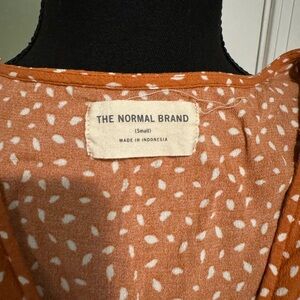 THE NORMAL BRAND
(Small)
MADE IN INDONESIA